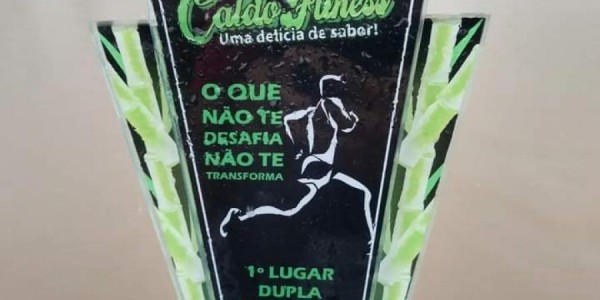 Caldo Fitness
Uma delícia de sabor!
O QUE
NÃO TE
DESAFIA
NÃO TE
TRANSFORMA
1º LUGAR
DUPLA